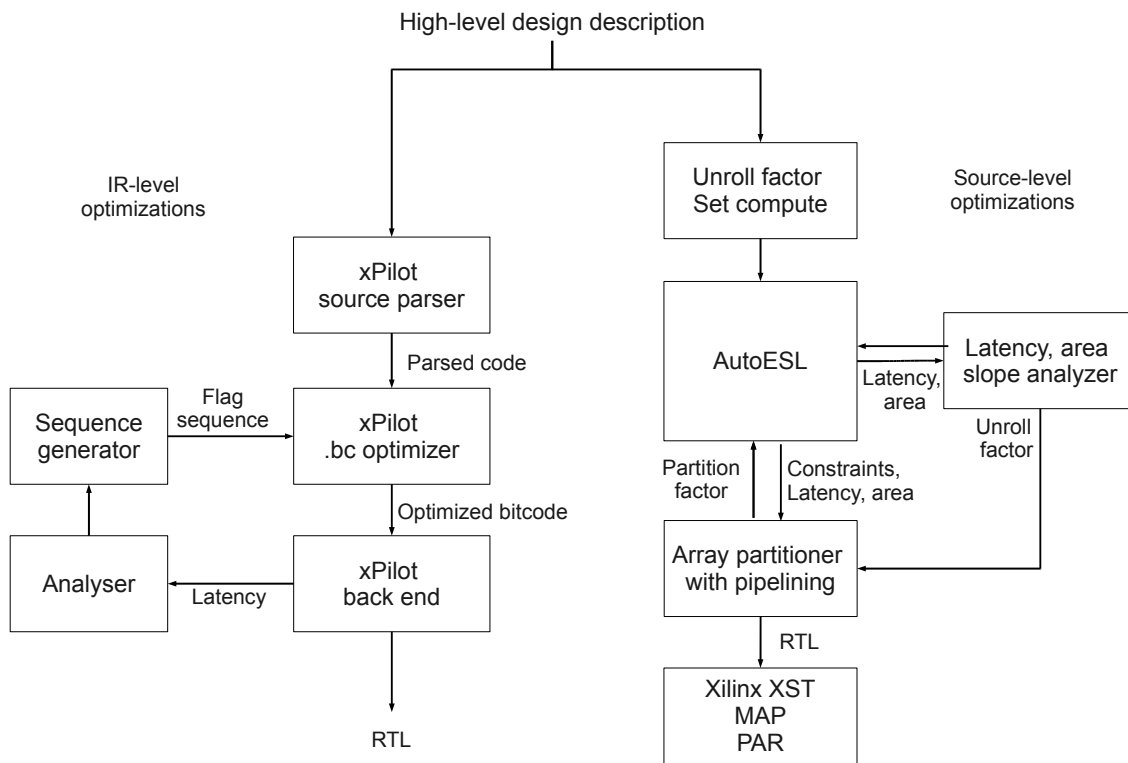 High-level design description
IR-level
optimizations
Unroll factor
Set compute
Source-level
optimizations
xPilot
source parser
AutoESL
Latency, area
slope analyzer
Parsed code
Latency,
area
Flag
sequence
Sequence
generator
xPilot
.bc optimizer
Unroll
factor
Partition
factor
Constraints,
Latency, area
Optimized bitcode
Analyser
Latency
xPilot
back end
Array partitioner
with pipelining
RTL
RTL
Xilinx XST
MAP
PAR